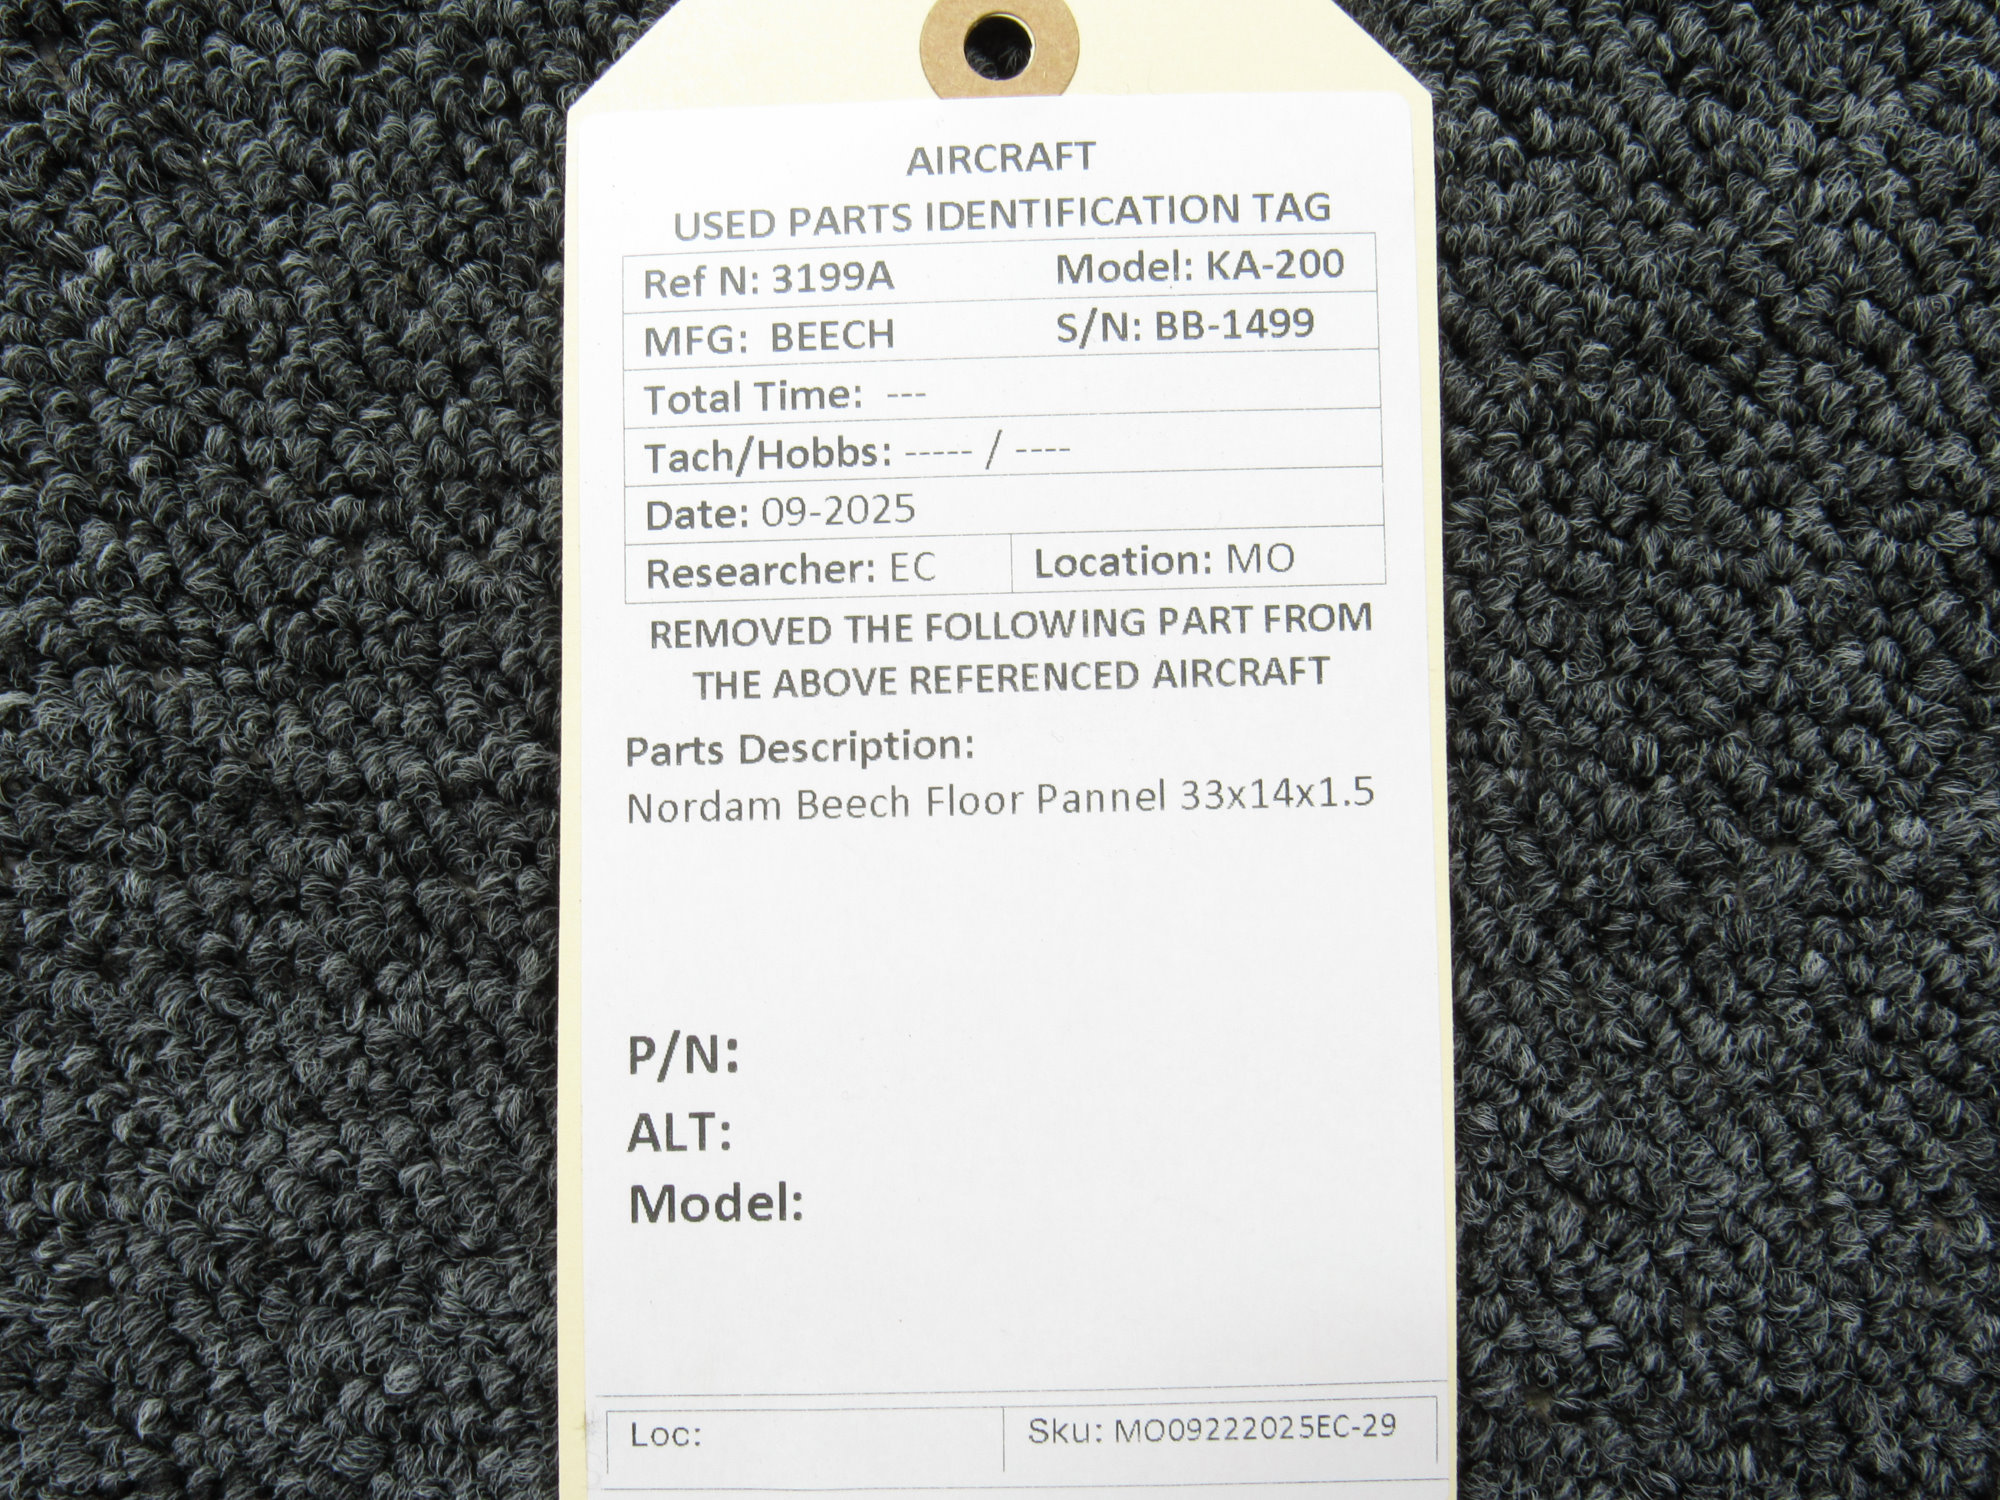 AIRCRAFT
USED PARTS IDENTIFICATION TAG
Ref N: 3199A Model: KA-200
MFG: BEECH S/N: BB-1499
Total Time: ---
Tach/Hobbs: ----- / ----
Date: 09-2025
Researcher: EC Location: MO
REMOVED THE FOLLOWING PART FROM
THE ABOVE REFERENCED AIRCRAFT
Parts Description:
Nordam Beech Floor Pannel 33x14x1.5
P/N:
ALT:
Model:
Loc: Sku: MO09222025EC-29